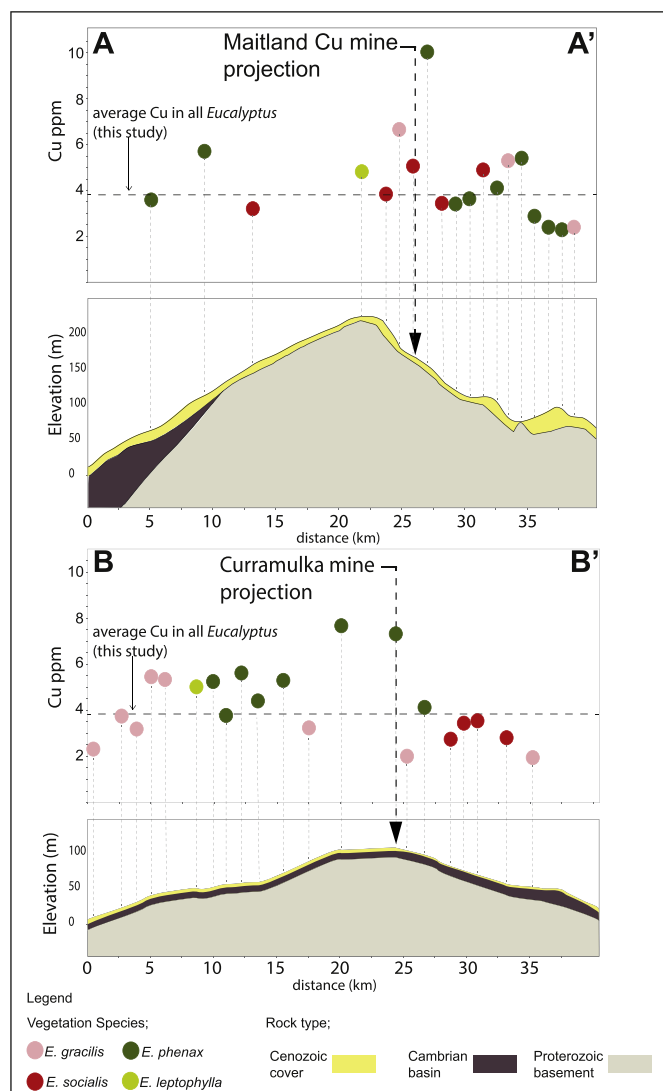 A
Maitland Cu mine
projection
A’
10
8
6
4
2
Cu ppm
average Cu in all Eucalyptus
(this study)
200
150
100
50
0
Elevation (m)
0 5 10 15 20 25 30 35
distance (km)
B
Curramulka mine
projection
B’
10
8
6
4
2
Cu ppm
average Cu in all Eucalyptus
(this study)
100
50
0
Elevation (m)
0 5 10 15 20 25 30 35
distance (km)
Legend
Vegetation Species;
Rock type;
E. gracilis
E. phenax
E. socialis
E. leptophylla
Cenozoic
cover
Cambrian
basin
Proterozoic
basement